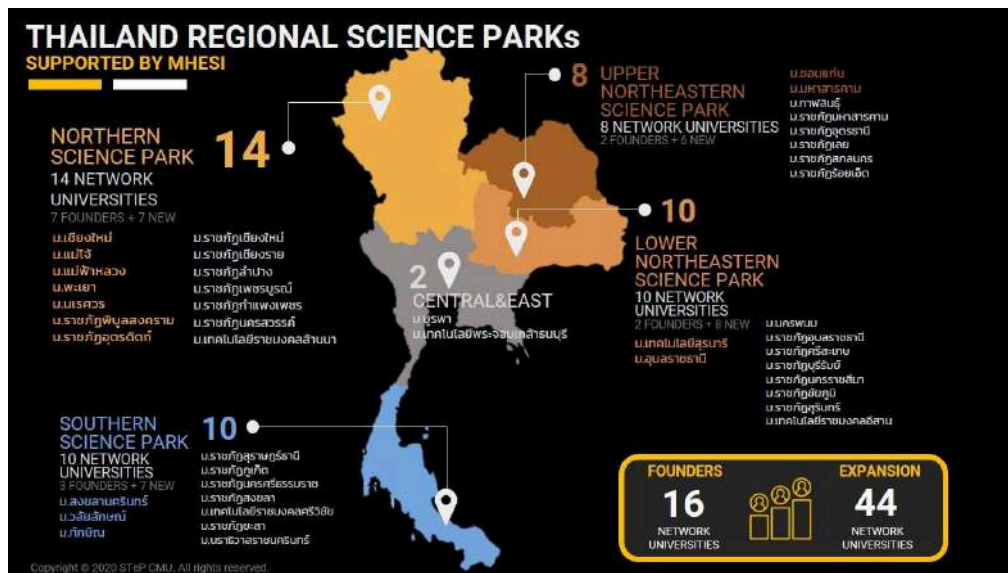 THAILAND REGIONAL SCIENCE PARKs
SUPPORTED BY MHESI
NORTHERN
SCIENCE PARK
14
14 NETWORK
UNIVERSITIES
7 FOUNDERS + 7 NEW
ม.เชียงใหม่
ม.แม่โจ้
ม.แม่ฟ้าหลวง
ม.พะเยา
ม.นเรศวร
ม.ราชภัฏพิบูลสงคราม
ม.ราชภัฏอุตรดิตถ์
ม.ราชภัฏเชียงใหม่
ม.ราชภัฏเชียงราย
ม.ราชภัฏลำปาง
ม.ราชภัฏเพชรบูรณ์
ม.ราชภัฏกำแพงเพชร
ม.ราชภัฏนครสวรรค์
ม.เทคโนโลยีราชมงคลล้านนา
8
UPPER
NORTHEASTERN
SCIENCE PARK
8 NETWORK UNIVERSITIES
2 FOUNDERS + 6 NEW
ม.ขอนแก่น
ม.มหาสารคาม
ม.กาฬสินธุ์
ม.ราชภัฏมหาสารคาม
ม.ราชภัฏอุดรธานี
ม.ราชภัฏเลย
ม.ราชภัฏสกลนคร
ม.ราชภัฏร้อยเอ็ด
10
LOWER
NORTHEASTERN
SCIENCE PARK
10 NETWORK
UNIVERSITIES
2 FOUNDERS + 8 NEW
ม.เทคโนโลยีสุรนารี
ม.อุบลราชธานี
ม.นครพนม
ม.ราชภัฏอุบลราชธานี
ม.ราชภัฏศรีสะเกษ
ม.ราชภัฏบุรีรัมย์
ม.ราชภัฏนครราชสีมา
ม.ราชภัฏชัยภูมิ
ม.ราชภัฏสุรินทร์
ม.เทคโนโลยีราชมงคลอีสาน
2
CENTRAL&EAST
ม.บูรพา
ม.เทคโนโลยีพระจอมเกล้าธนบุรี
SOUTHERN
SCIENCE PARK
10
10 NETWORK
UNIVERSITIES
3 FOUNDERS + 7 NEW
ม.สงขลานครินทร์
ม.วลัยลักษณ์
ม.ทักษิณ
ม.ราชภัฏสุราษฎร์ธานี
ม.ราชภัฏภูเก็ต
ม.ราชภัฏนครศรีธรรมราช
ม.ราชภัฏสงขลา
ม.เทคโนโลยีราชมงคลศรีวิชัย
ม.ราชภัฏยะลา
ม.นราธิวาสราชนครินทร์
FOUNDERS
16
NETWORK
UNIVERSITIES
EXPANSION
44
NETWORK
UNIVERSITIES
Copyright © 2020 STeP CMU. All rights reserved.